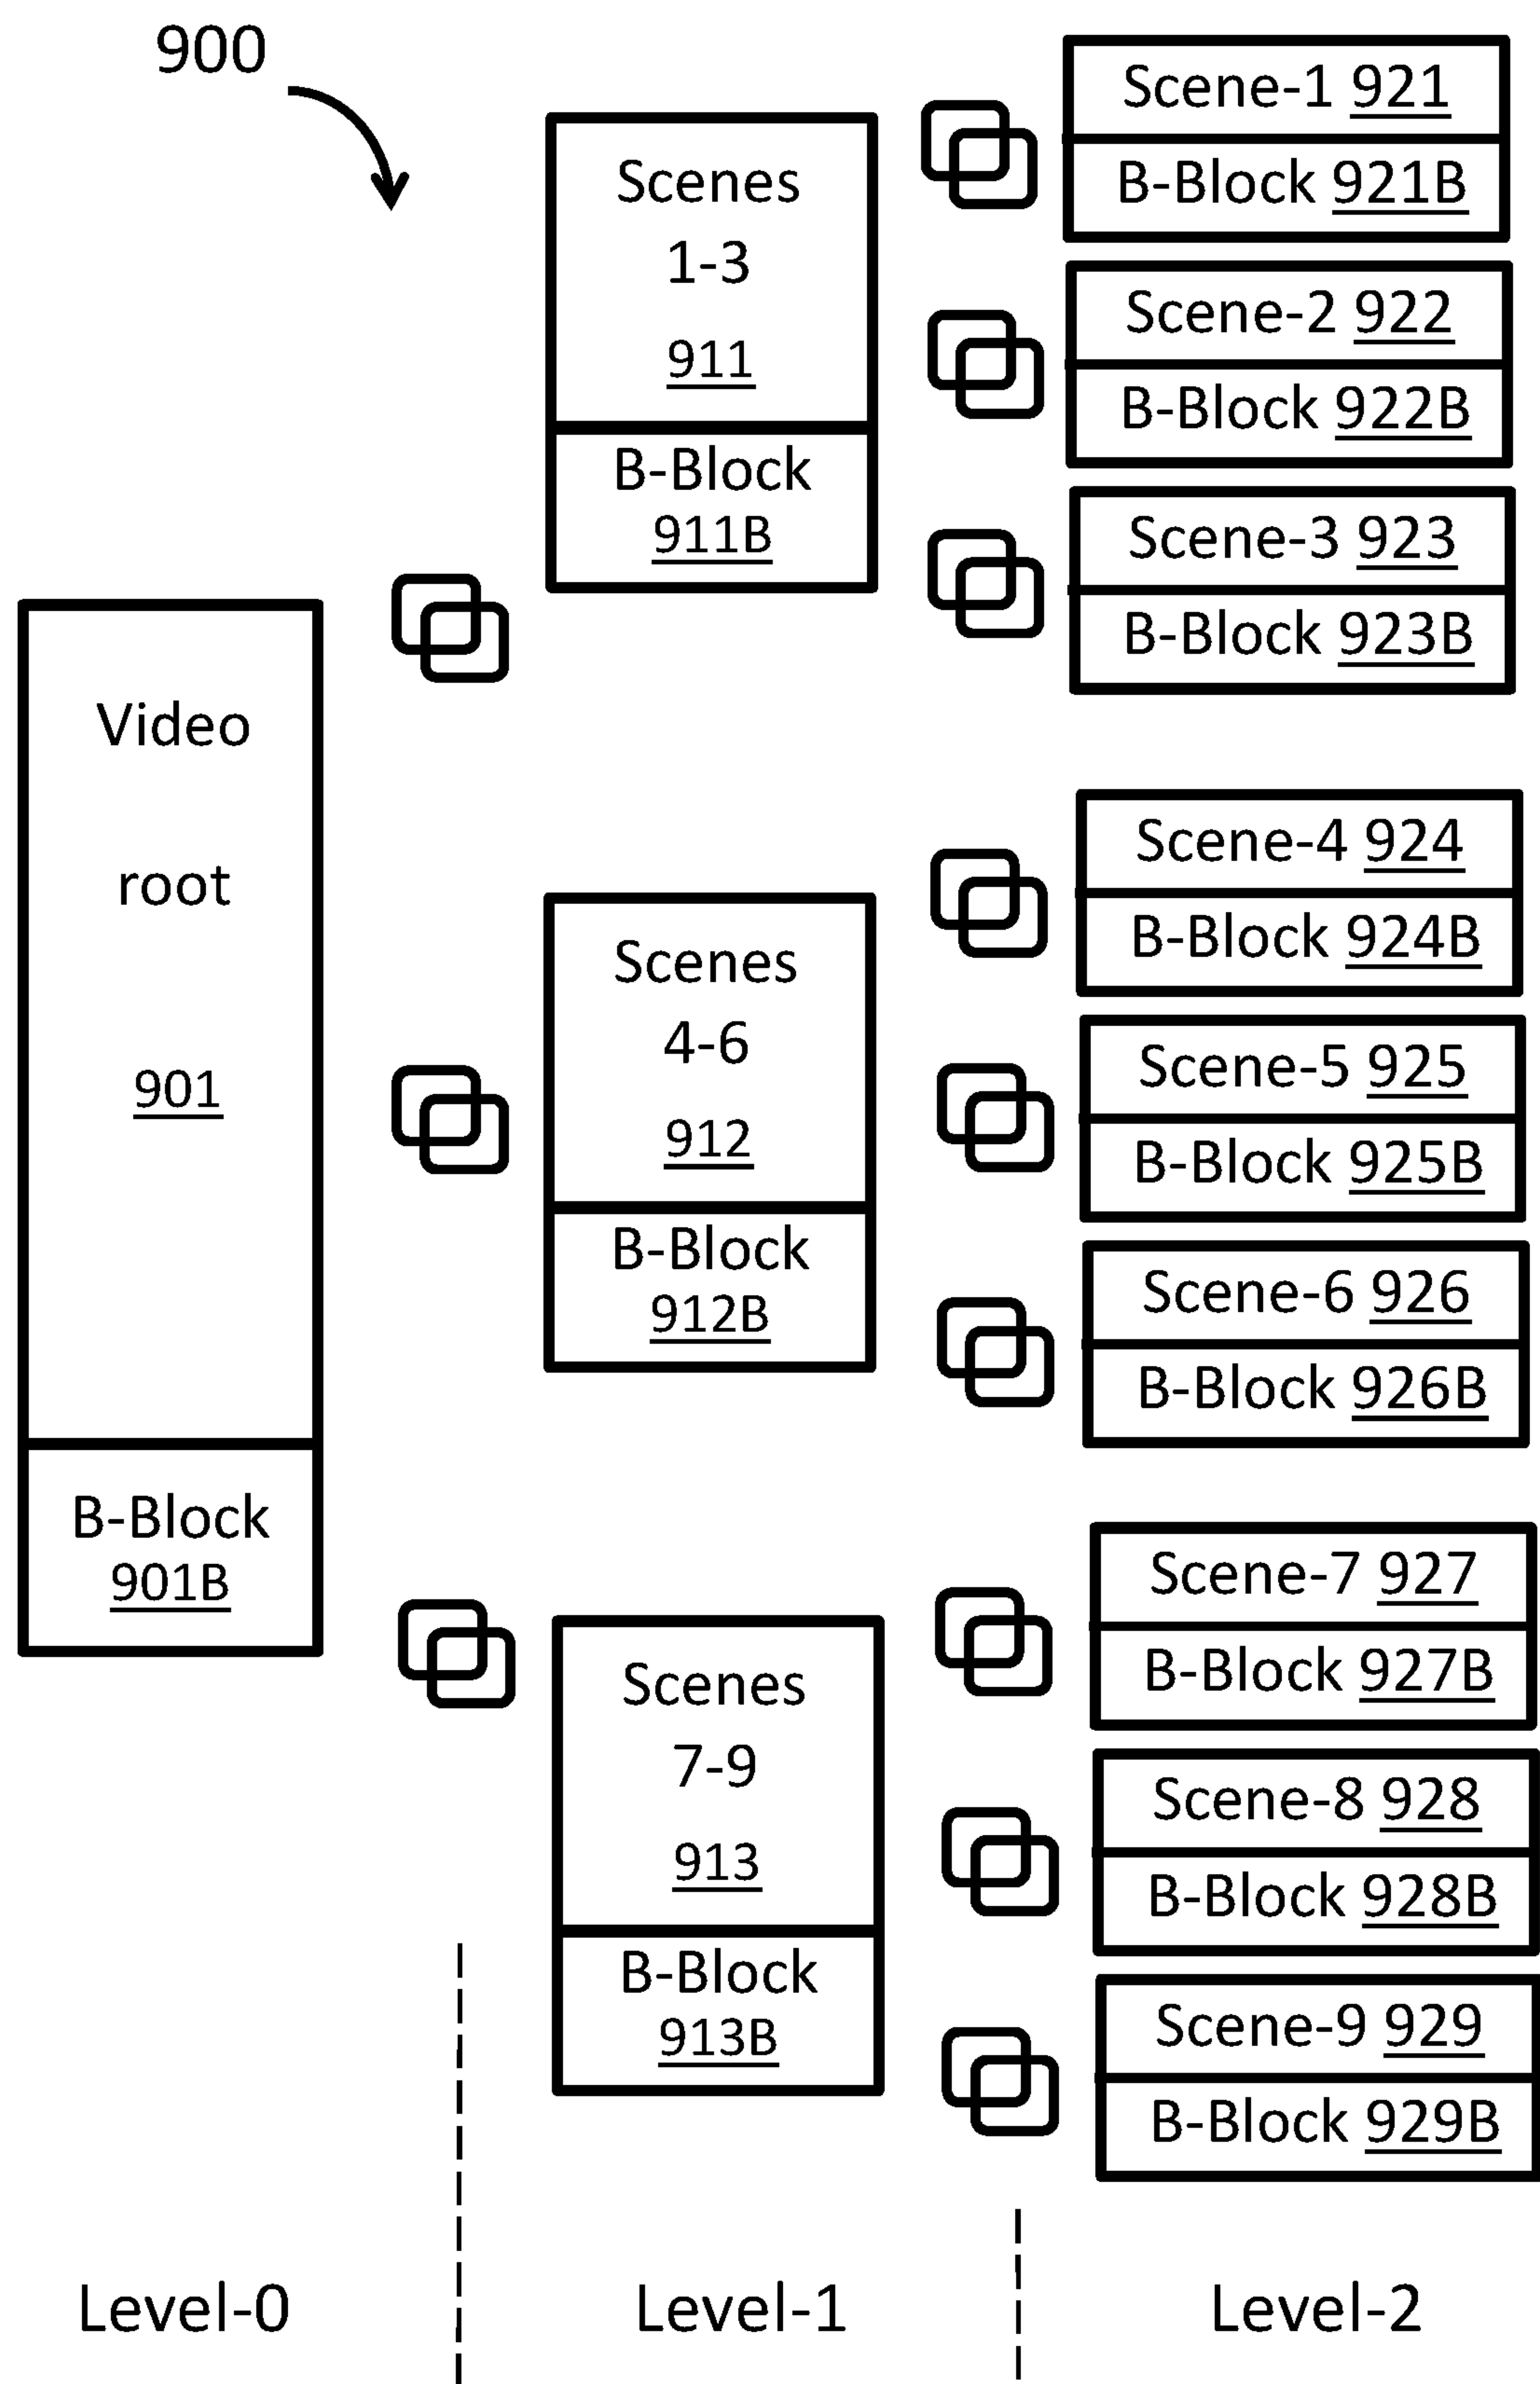 900
Video
root
901
B-Block
901B
Scenes
1-3
911
B-Block
911B
Scenes
4-6
912
B-Block
912B
Scenes
7-9
913
B-Block
913B
Scene-1 921
B-Block 921B
Scene-2 922
B-Block 922B
Scene-3 923
B-Block 923B
Scene-4 924
B-Block 924B
Scene-5 925
B-Block 925B
Scene-6 926
B-Block 926B
Scene-7 927
B-Block 927B
Scene-8 928
B-Block 928B
Scene-9 929
B-Block 929B
Level-0
Level-1
Level-2